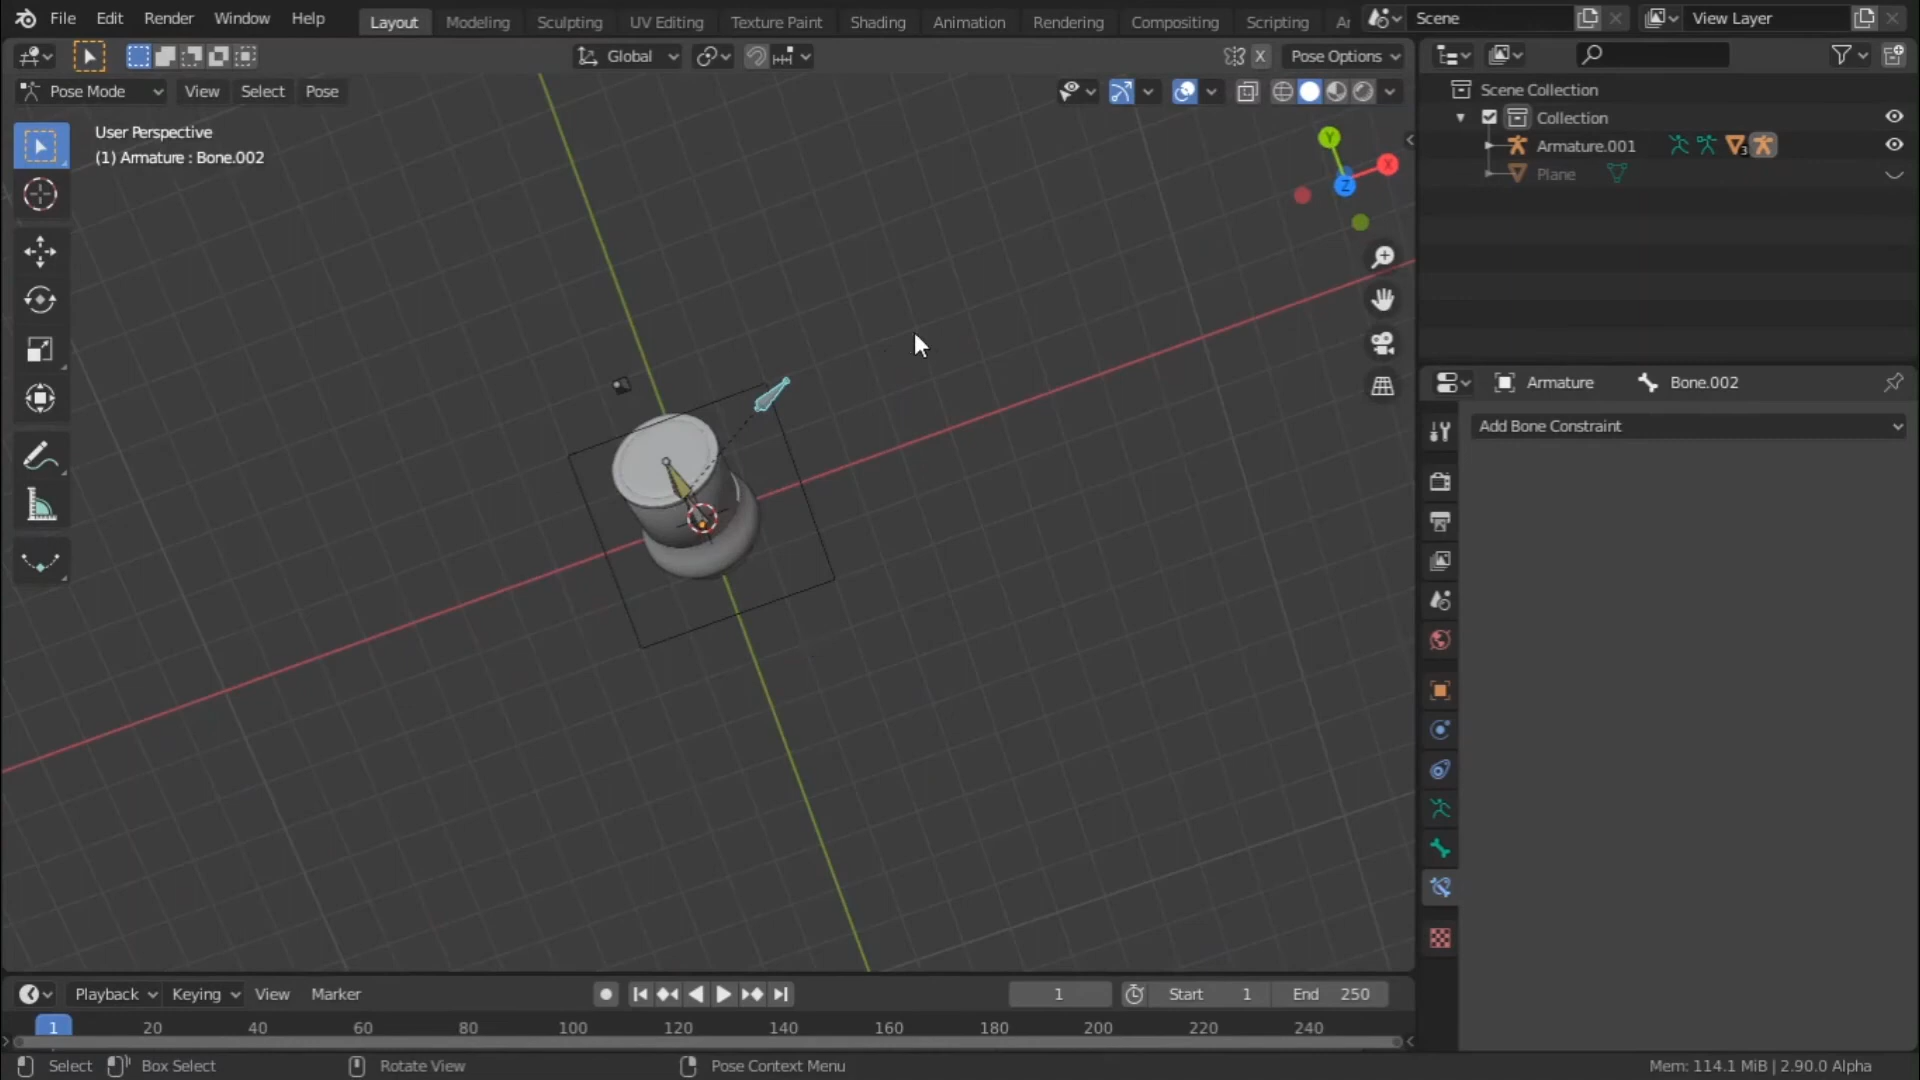 File Edit Render Window Help Layout Modeling Sculpting UV Editing Texture Paint Shading Animation Rendering Compositing Scripting Scene View Layer
Global X Pose Options
Pose Mode View Select Pose
User Perspective
(1) Armature : Bone.002
Y
X
Z
Scene Collection
Collection
Armature.001 3
Plane
Armature Bone.002
Add Bone Constraint
Playback Keying View Marker 1 Start 1 End 250
1 20 40 60 80 100 120 140 160 180 200 220 240
Select Box Select Rotate View Pose Context Menu Mem: 114.1 MiB | 2.90.0 Alpha